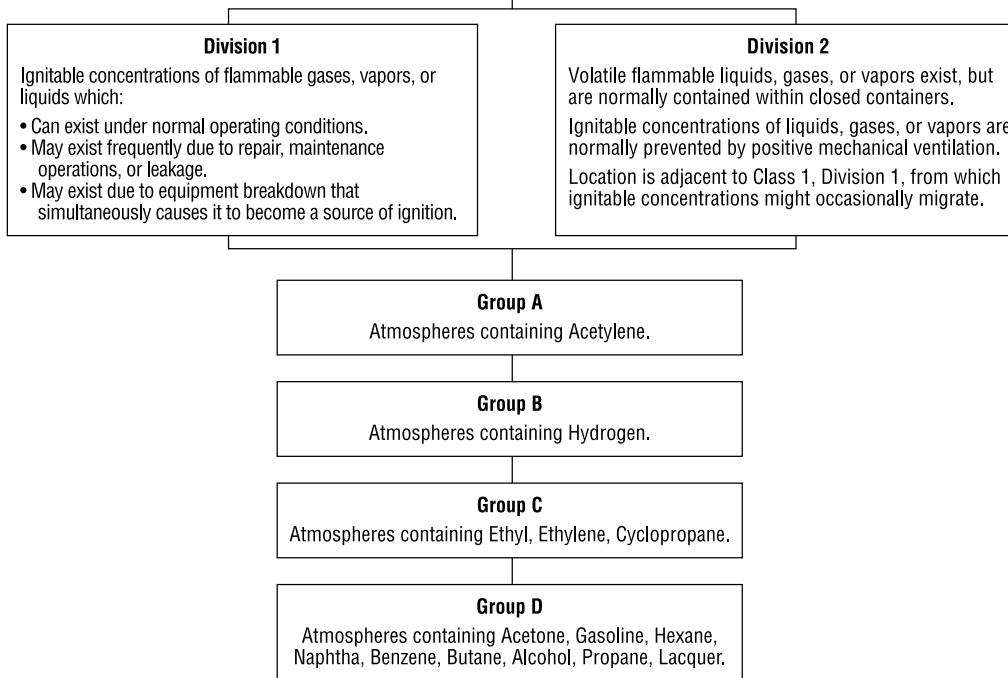 Division 1
Ignitable concentrations of flammable gases, vapors, or
liquids which:
• Can exist under normal operating conditions.
• May exist frequently due to repair, maintenance
operations, or leakage.
• May exist due to equipment breakdown that
simultaneously causes it to become a source of ignition.
Division 2
Volatile flammable liquids, gases, or vapors exist, but
are normally contained within closed containers.
Ignitable concentrations of liquids, gases, or vapors are
normally prevented by positive mechanical ventilation.
Location is adjacent to Class 1, Division 1, from which
ignitable concentrations might occasionally migrate.
Group A
Atmospheres containing Acetylene.
Group B
Atmospheres containing Hydrogen.
Group C
Atmospheres containing Ethyl, Ethylene, Cyclopropane.
Group D
Atmospheres containing Acetone, Gasoline, Hexane,
Naphtha, Benzene, Butane, Alcohol, Propane, Lacquer.